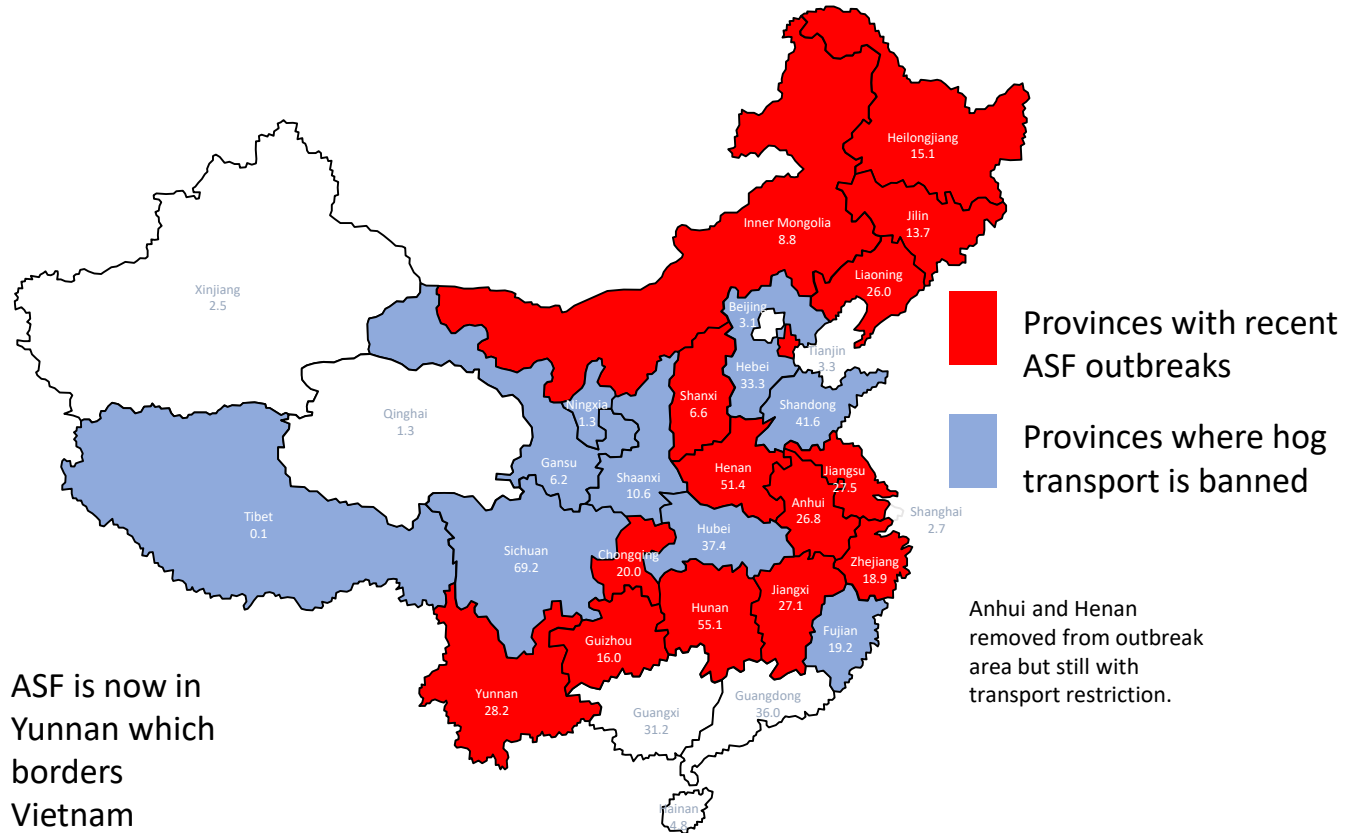 Heilongjiang
15.1
Jilin
13.7
Inner Mongolia
8.8
Liaoning
26.0
Xinjiang
2.5
Beijing
3.1
Provinces with recent
ASF outbreaks
Tianjin
3.3
Hebei
33.3
Shanxi
6.6
Shandong
41.6
Qinghai
1.3
Ningxia
1.3
Provinces where hog
transport is banned
Gansu
6.2
Shaanxi
10.6
Henan
51.4
Jiangsu
27.5
Anhui
26.8
Shanghai
2.7
Tibet
0.1
Sichuan
69.2
Chongqing
20.0
Hubei
37.4
Zhejiang
18.9
Jiangxi
27.1
Hunan
55.1
Guizhou
16.0
Fujian
19.2
Anhui and Henan
removed from outbreak
area but still with
transport restriction.
Yunnan
28.2
Guangxi
31.2
Guangdong
36.0
ASF is now in
Yunnan which
borders
Vietnam
Hainan
4.8